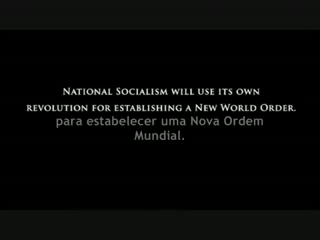 National Socialism will use its own
revolution for establishing a New World Order.
para estabelecer uma Nova Ordem
Mundial.